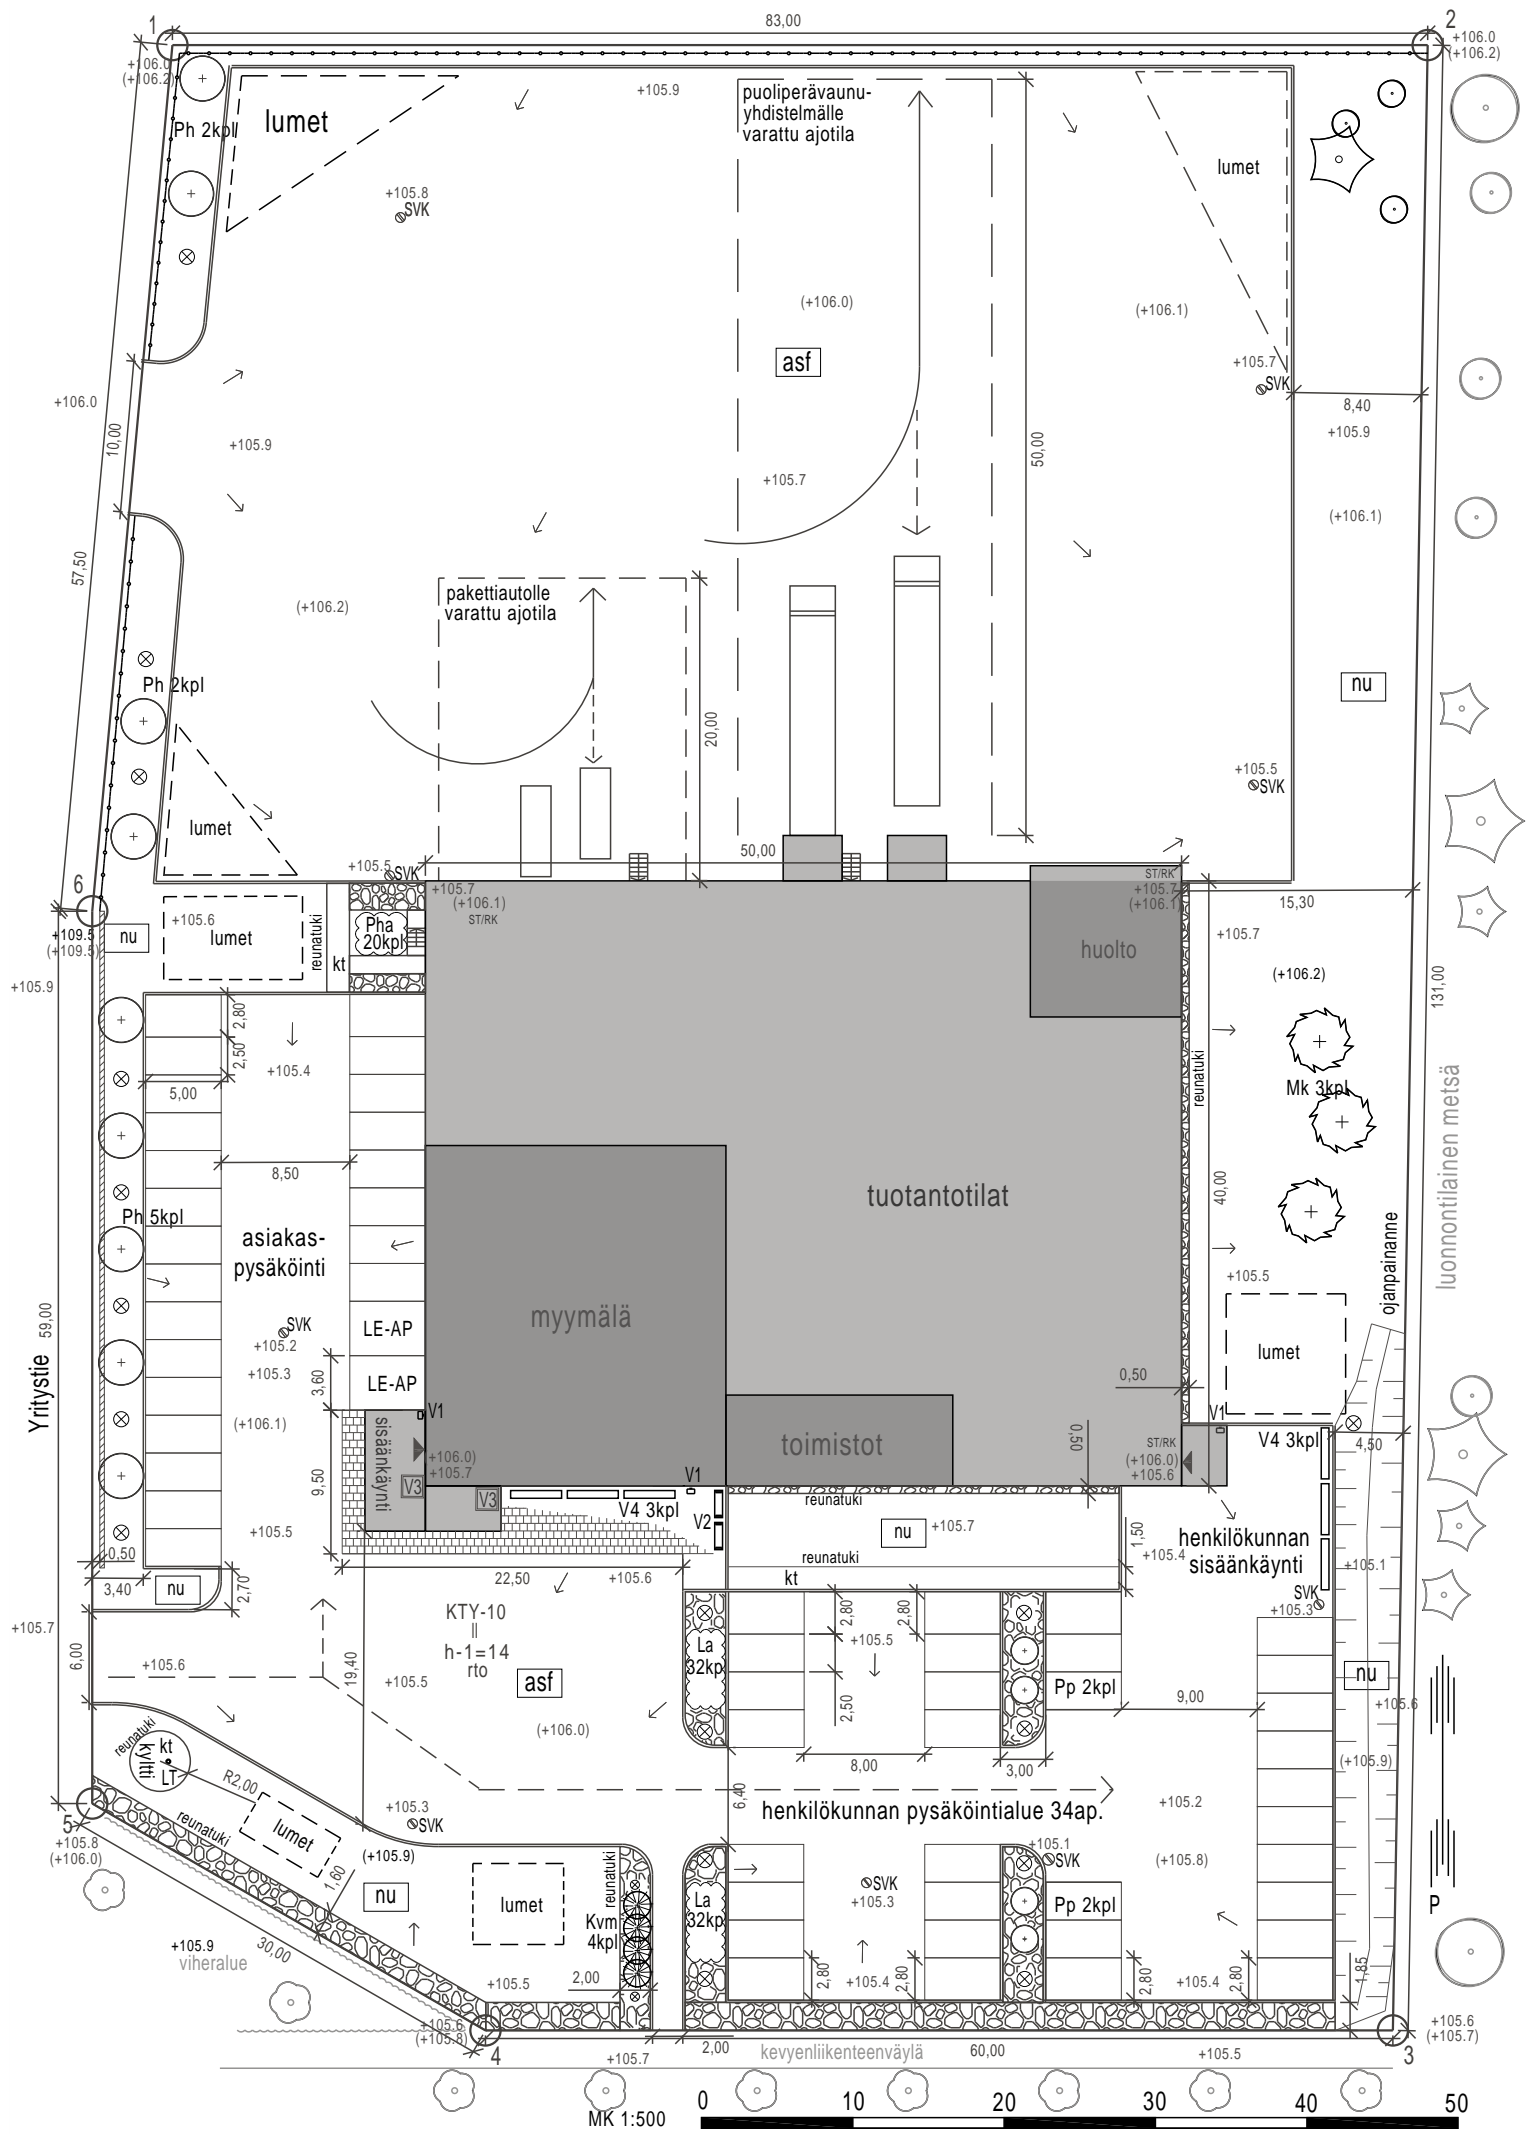 1
83,00
2
+106.0
(+106.2)
+106.0
(+106.2)
Ph 2kpl
lumet
+105.9
puoliperävaunu-
yhdistelmälle
varattu ajotila
lumet
+105.8
SVK
(+106.0)
(+106.1)
asf
+105.7
SVK
8,40
+105.9
+106.0
10,00
+105.9
50,00
+105.7
(+106.1)
57,50
(+106.2)
pakettiautolle
varattu ajotila
Ph 2kpl
nu
20,00
+105.5
SVK
lumet
50,00
+105.5
SVK
6
+109.5
(+109.5)
nu
+105.6
lumet
reunatuki
kt
Pha
20kpl
+105.7
(+106.1)
ST/RK
ST/RK
+105.7
(+106.1)
huolto
15,30
+105.7
(+106.2)
+105.9
131,00
2,80
2,50
5,00
+105.4
8,50
reunatuki
Mk 3kpl
luonnontilainen metsä
40,00
tuotantotilat
Ph 5kpl
asiakas-
pysäköinti
ojanpainanne
+105.5
myymälä
59,00
SVK
+105.2
LE-AP
lumet
+105.3
LE-AP
3,60
0,50
Yritystie
(+106.1)
sisäänkäynti
V1
+106.0)
+105.7
toimistot
0,50
ST/RK
(+106.0)
+105.6
V1
V4 3kpl
4,50
9,50
V3
V3
V1
V4 3kpl
V2
reunatuki
+105.5
nu
+105.7
henkilökunnan
sisäänkäynti
1,50
+105.4
+105.1
0,50
3,40
nu
2,70
22,50
+105.6
reunatuki
kt
SVK
+105.3
+105.7
6,00
KTY-10
II
h-1=14
rto
2,80
2,80
+105.5
La
32kp
+105.6
19,40
+105.5
asf
2,50
Pp 2kpl
9,00
nu
+105.6
(+106.0)
reunatuki
kt
kyltti
LT
R2,00
8,00
3,00
(+105.9)
6,40
+105.2
+105.3
SVK
henkilökunnan pysäköintialue 34ap.
5
+105.8
(+106.0)
reunatuki
lumet
(+105.9)
1,60
nu
reunatuki
+105.1
SVK
(+105.8)
lumet
Kvm
4kpl
La
32kp
SVK
+105.3
Pp 2kpl
P
+105.9
viheralue
30,00
+105.5
2,00
2,80
+105.4
2,80
2,80
+105.4
2,80
1,85
+105.6
(+105.8)
4
+105.7
2,00
kevyenliikenteenväylä
60,00
+105.5
3
+105.6
(+105.7)
MK 1:500
0
10
20
30
40
50